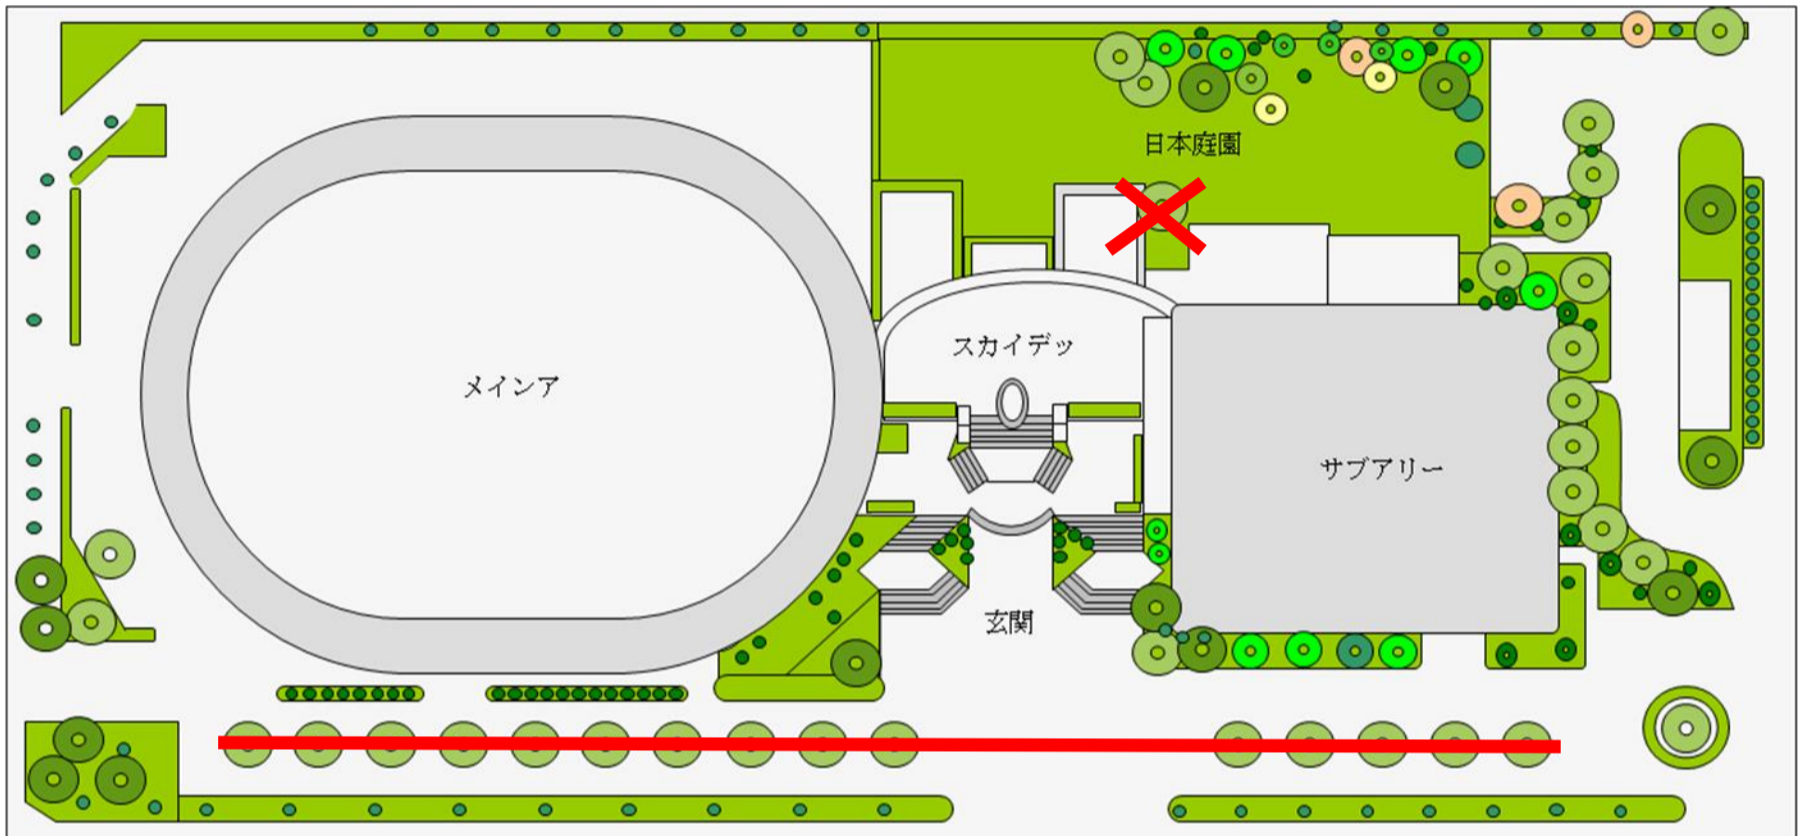 日本庭園
スカイデッ
メインア
サブアリー
玄関